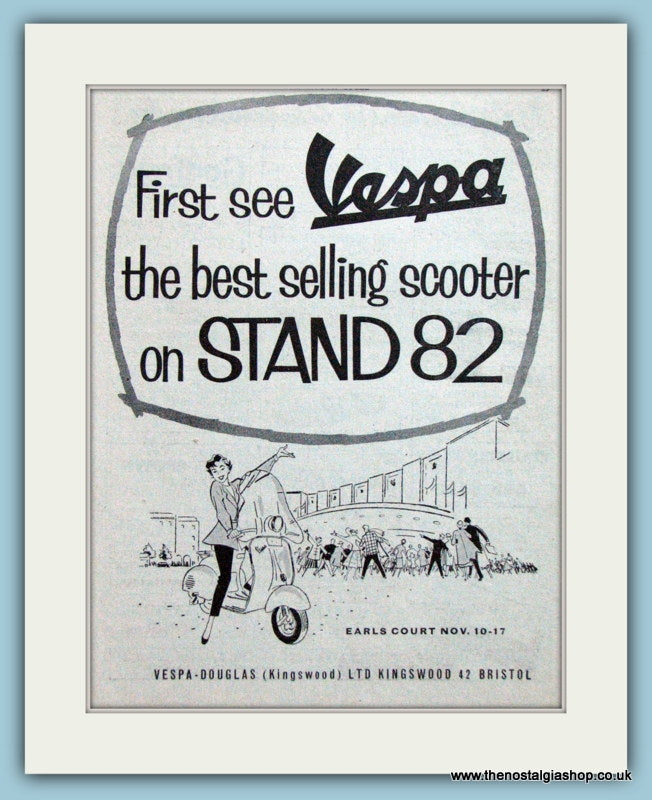 First see Vespa
the best selling scooter
on STAND 82
EARLS COURT NOV. 10-17
VESPA-DOUGLAS (Kingswood) LTD KINGSWOOD 42 BRISTOL
www.thenostalgiashop.co.uk